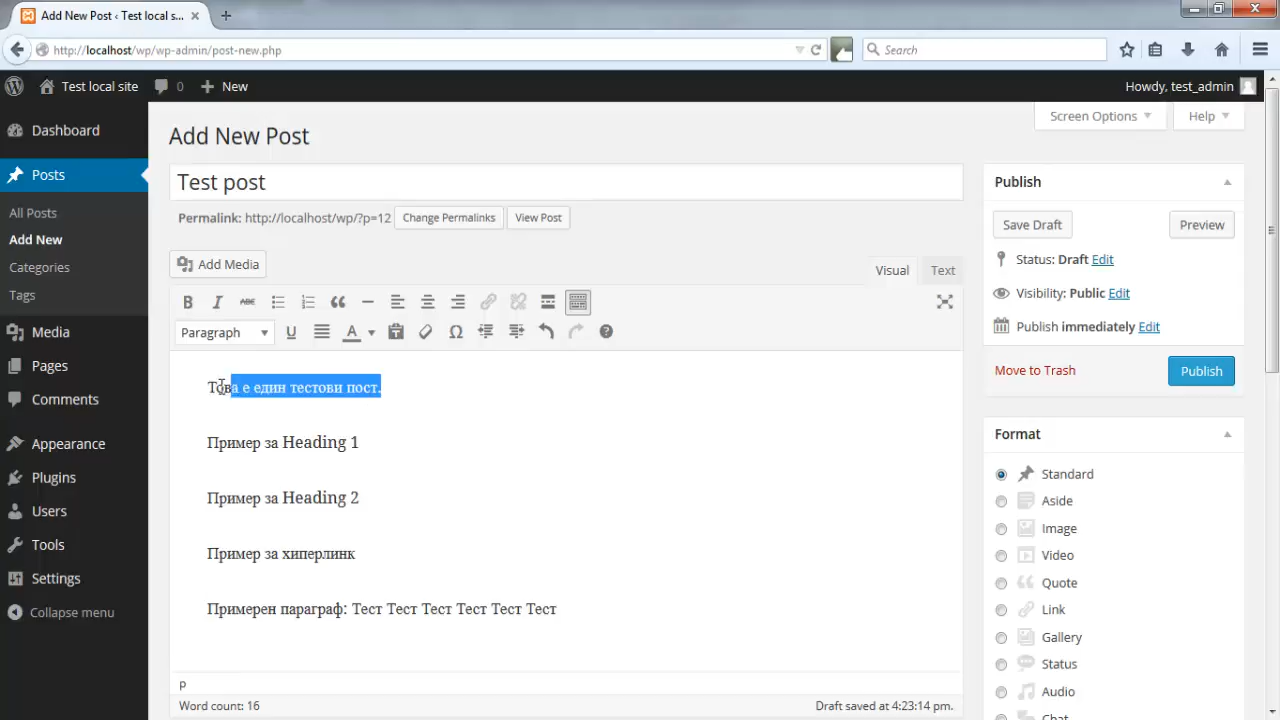 Add New Post ‹ Test local s...
http://localhost/wp/wp-admin/post-new.php
Search
Test local site
0
New
Howdy, test_admin
Dashboard
Posts
All Posts
Add New
Categories
Tags
Media
Pages
Comments
Appearance
Plugins
Users
Tools
Settings
Collapse menu
Screen Options
Help
Add New Post
Test post
Permalink: http://localhost/wp/?p=12
Change Permalinks
View Post
Add Media
Visual
Text
B I ABC
Paragraph
U
A
Това е един тестови пост.
Пример за Heading 1
Пример за Heading 2
Пример за хиперлинк
Примерен параграф: Тест Тест Тест Тест Тест Тест
p
Word count: 16
Draft saved at 4:23:14 pm.
Publish
Save Draft
Preview
Status: Draft Edit
Visibility: Public Edit
Publish immediately Edit
Move to Trash
Publish
Format
Standard
Aside
Image
Video
Quote
Link
Gallery
Status
Audio
Chat